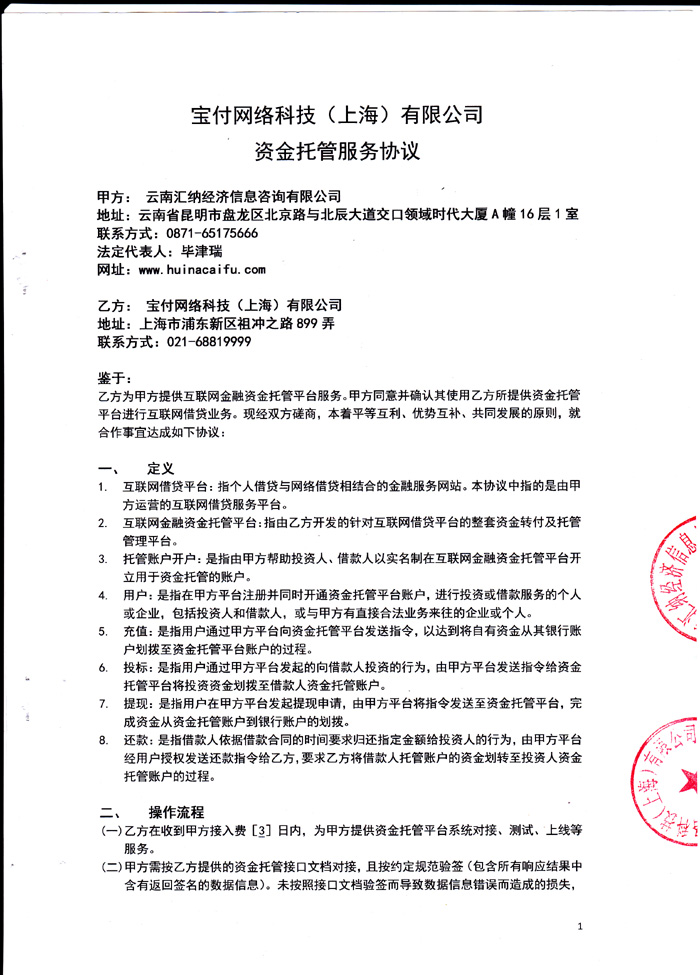 宝付网络科技（上海）有限公司
资金托管服务协议
甲方： 云南汇纳经济信息咨询有限公司
地址：云南省昆明市盘龙区北京路与北辰大道交口领域时代大厦 A 幢 16 层 1 室
联系方式：0871-65175666
法定代表人：毕津瑞
网址：www.huinacaifu.com
乙方： 宝付网络科技（上海）有限公司
地址：上海市浦东新区祖冲之路 899 弄
联系方式：021-68819999
鉴于：
乙方为甲方提供互联网金融资金托管平台服务。甲方同意并确认其使用乙方所提供资金托管
平台进行互联网借贷业务。现经双方磋商，本着平等互利、优势互补、共同发展的原则，就
合作事宜达成如下协议：
一、 定义
1. 互联网借贷平台：指个人借贷与网络借贷相结合的金融服务网站。本协议中指的是由甲
方运营的互联网借贷服务平台。
2. 互联网金融资金托管平台：指由乙方开发的针对互联网借贷平台的整套资金转付及托管
管理平台。
3. 托管账户开户：是指由甲方帮助投资人、借款人以实名制在互联网金融资金托管平台开
立用于资金托管的账户。
4. 用户：是指在甲方平台注册并同时开通资金托管平台账户，进行投资或借款服务的个人
或企业，包括投资人和借款人，或与甲方有直接合法业务来往的企业或个人。
5. 充值：是指用户通过甲方平台向资金托管平台发送指令，以达到将自有资金从其银行账
户划拨至资金托管平台账户的过程。
6. 投标：是指用户通过甲方平台发起的向借款人投资的行为，由甲方平台发送指令给资金
托管平台将投资资金划拨至借款人资金托管账户。
7. 提现：是指用户在甲方平台发起提现申请，由甲方平台将指令发送至资金托管平台，完
成资金从资金托管账户到银行账户的划拨。
8. 还款：是指借款人依据借款合同的时间要求归还指定金额给投资人的行为，由甲方平台
经用户授权发送还款指令给乙方，要求乙方将借款人托管账户的资金划转至投资人资金
托管账户的过程。
二、 操作流程
(一)乙方在收到甲方接入费［3］日内，为甲方提供资金托管平台系统对接、测试、上线等
服务。
(二)甲方需按乙方提供的资金托管接口文档对接，且按约定规范验签（包含所有响应结果中
含有返回签名的数据信息）。未按照接口文档验签而导致数据信息错误而造成的损失，
1
汇纳经济信息
科技(上海)有限公司